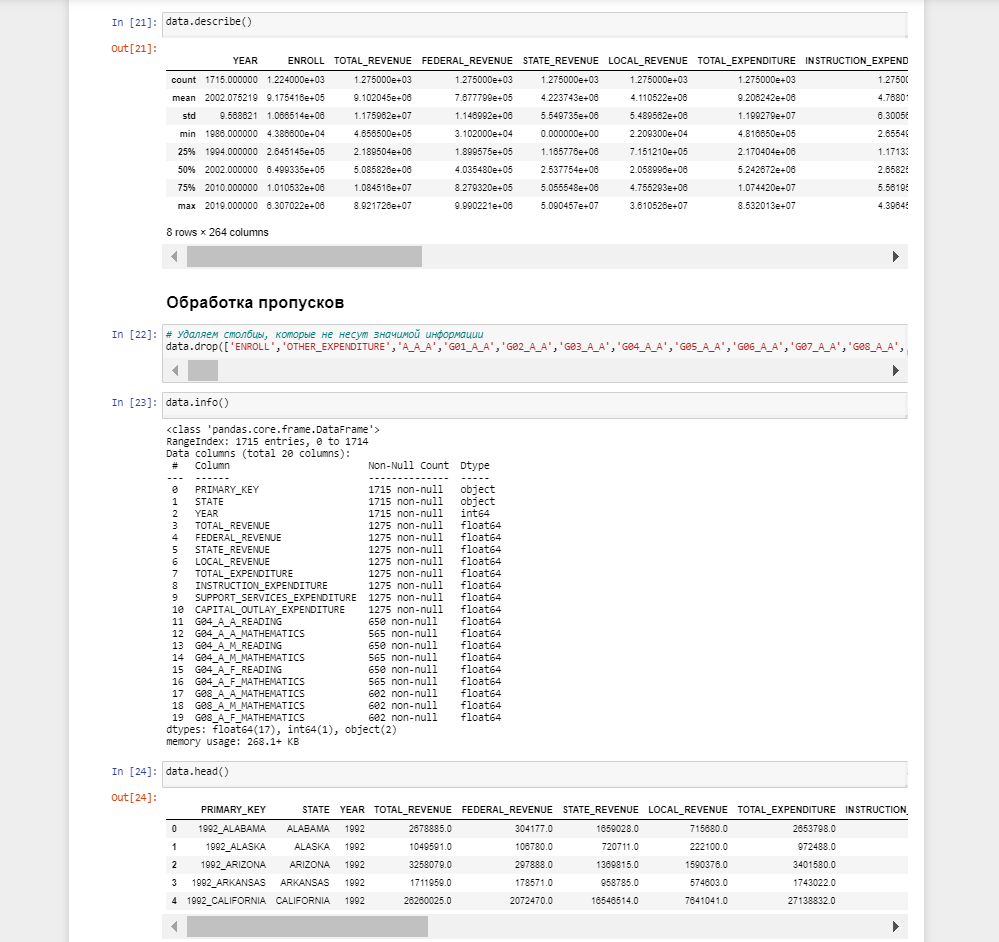 In [21]: data.describe()
Out[21]:
YEAR ENROLL TOTAL_REVENUE FEDERAL_REVENUE STATE_REVENUE LOCAL_REVENUE TOTAL_EXPENDITURE INSTRUCTION_EXPEND
count 1715.000000 1.224000e+03 1.275000e+03 1.275000e+03 1.275000e+03 1.275000e+03 1.275000e+03 1.2750
mean 2002.075219 9.175416e+05 9.102045e+06 7.677799e+05 4.223743e+06 4.110522e+06 9.206242e+06 4.7680
std 9.568621 1.066514e+06 1.175962e+07 1.146992e+06 5.549735e+06 5.489562e+06 1.199279e+07 6.3005
min 1986.000000 4.386600e+04 4.656500e+05 3.102000e+04 0.000000e+00 2.209300e+04 4.816650e+05 2.6554
25% 1994.000000 2.645145e+05 2.189504e+06 1.899575e+05 1.165776e+06 7.151210e+05 2.170404e+06 1.1713
50% 2002.000000 6.499335e+05 5.085826e+06 4.035480e+05 2.537754e+06 2.058996e+06 5.242672e+06 2.6582
75% 2010.000000 1.010532e+06 1.084516e+07 8.279320e+05 5.055548e+06 4.755293e+06 1.074420e+07 5.5619
max 2019.000000 6.307022e+06 8.921726e+07 9.990221e+06 5.090457e+07 3.610526e+07 8.532013e+07 4.3964
8 rows × 264 columns
Обработка пропусков
In [22]: # Удаляем столбцы, которые не несут значимой информации
data.drop(['ENROLL','OTHER_EXPENDITURE','A_A_A','G01_A_A','G02_A_A','G03_A_A','G04_A_A','G05_A_A','G06_A_A','G07_A_A','G08_A_A',
In [23]: data.info()
<class 'pandas.core.frame.DataFrame'>
RangeIndex: 1715 entries, 0 to 1714
Data columns (total 20 columns):
# Column Non-Null Count Dtype
--- ------ -------------- -----
0 PRIMARY_KEY 1715 non-null object
1 STATE 1715 non-null object
2 YEAR 1715 non-null int64
3 TOTAL_REVENUE 1275 non-null float64
4 FEDERAL_REVENUE 1275 non-null float64
5 STATE_REVENUE 1275 non-null float64
6 LOCAL_REVENUE 1275 non-null float64
7 TOTAL_EXPENDITURE 1275 non-null float64
8 INSTRUCTION_EXPENDITURE 1275 non-null float64
9 SUPPORT_SERVICES_EXPENDITURE 1275 non-null float64
10 CAPITAL_OUTLAY_EXPENDITURE 1275 non-null float64
11 G04_A_A_READING 650 non-null float64
12 G04_A_A_MATHEMATICS 565 non-null float64
13 G04_A_M_READING 650 non-null float64
14 G04_A_M_MATHEMATICS 565 non-null float64
15 G04_A_F_READING 650 non-null float64
16 G04_A_F_MATHEMATICS 565 non-null float64
17 G08_A_A_MATHEMATICS 602 non-null float64
18 G08_A_M_MATHEMATICS 602 non-null float64
19 G08_A_F_MATHEMATICS 602 non-null float64
dtypes: float64(17), int64(1), object(2)
memory usage: 268.1+ KB
In [24]: data.head()
Out[24]:
PRIMARY_KEY STATE YEAR TOTAL_REVENUE FEDERAL_REVENUE STATE_REVENUE LOCAL_REVENUE TOTAL_EXPENDITURE INSTRUCTION_
0 1992_ALABAMA ALABAMA 1992 2678885.0 304177.0 1659028.0 715680.0 2653798.0
1 1992_ALASKA ALASKA 1992 1049591.0 106780.0 720711.0 222100.0 972488.0
2 1992_ARIZONA ARIZONA 1992 3258079.0 297888.0 1369815.0 1590376.0 3401580.0
3 1992_ARKANSAS ARKANSAS 1992 1711959.0 178571.0 958785.0 574603.0 1743022.0
4 1992_CALIFORNIA CALIFORNIA 1992 26260025.0 2072470.0 16546514.0 7641041.0 27138832.0